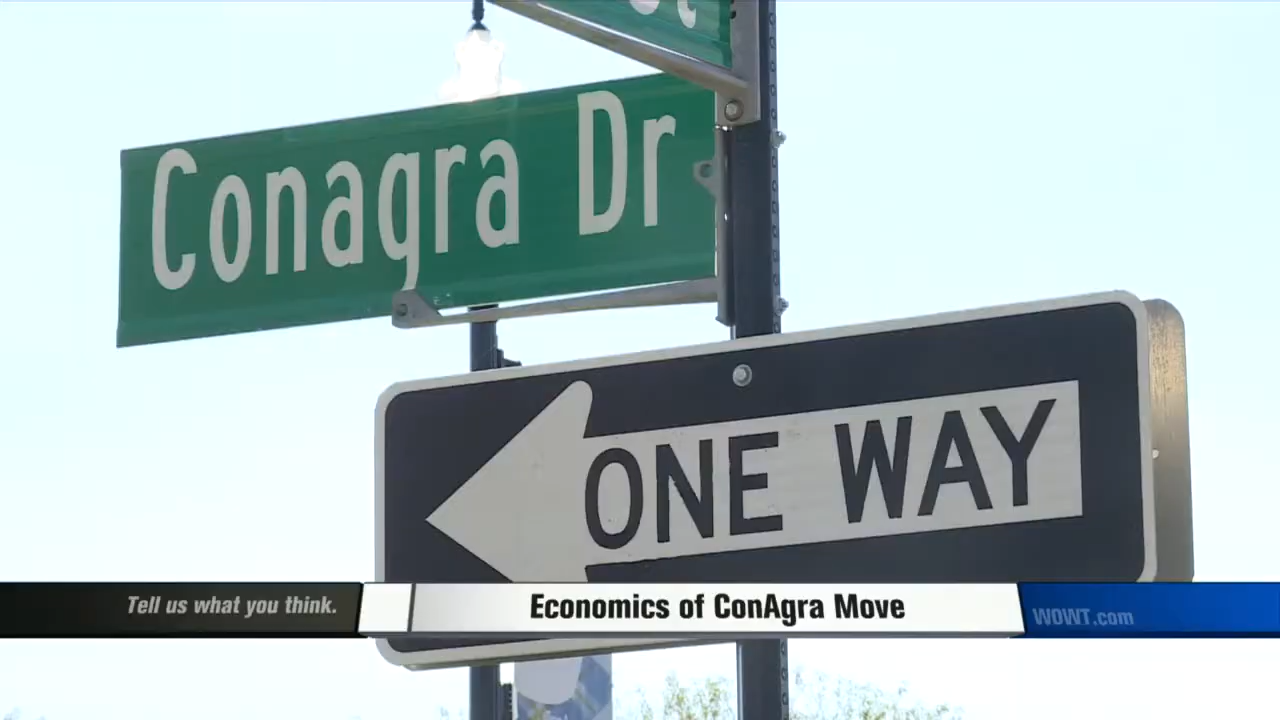 Conagra Dr
ONE WAY
Tell us what you think.
Economics of ConAgra Move
WOWT.com